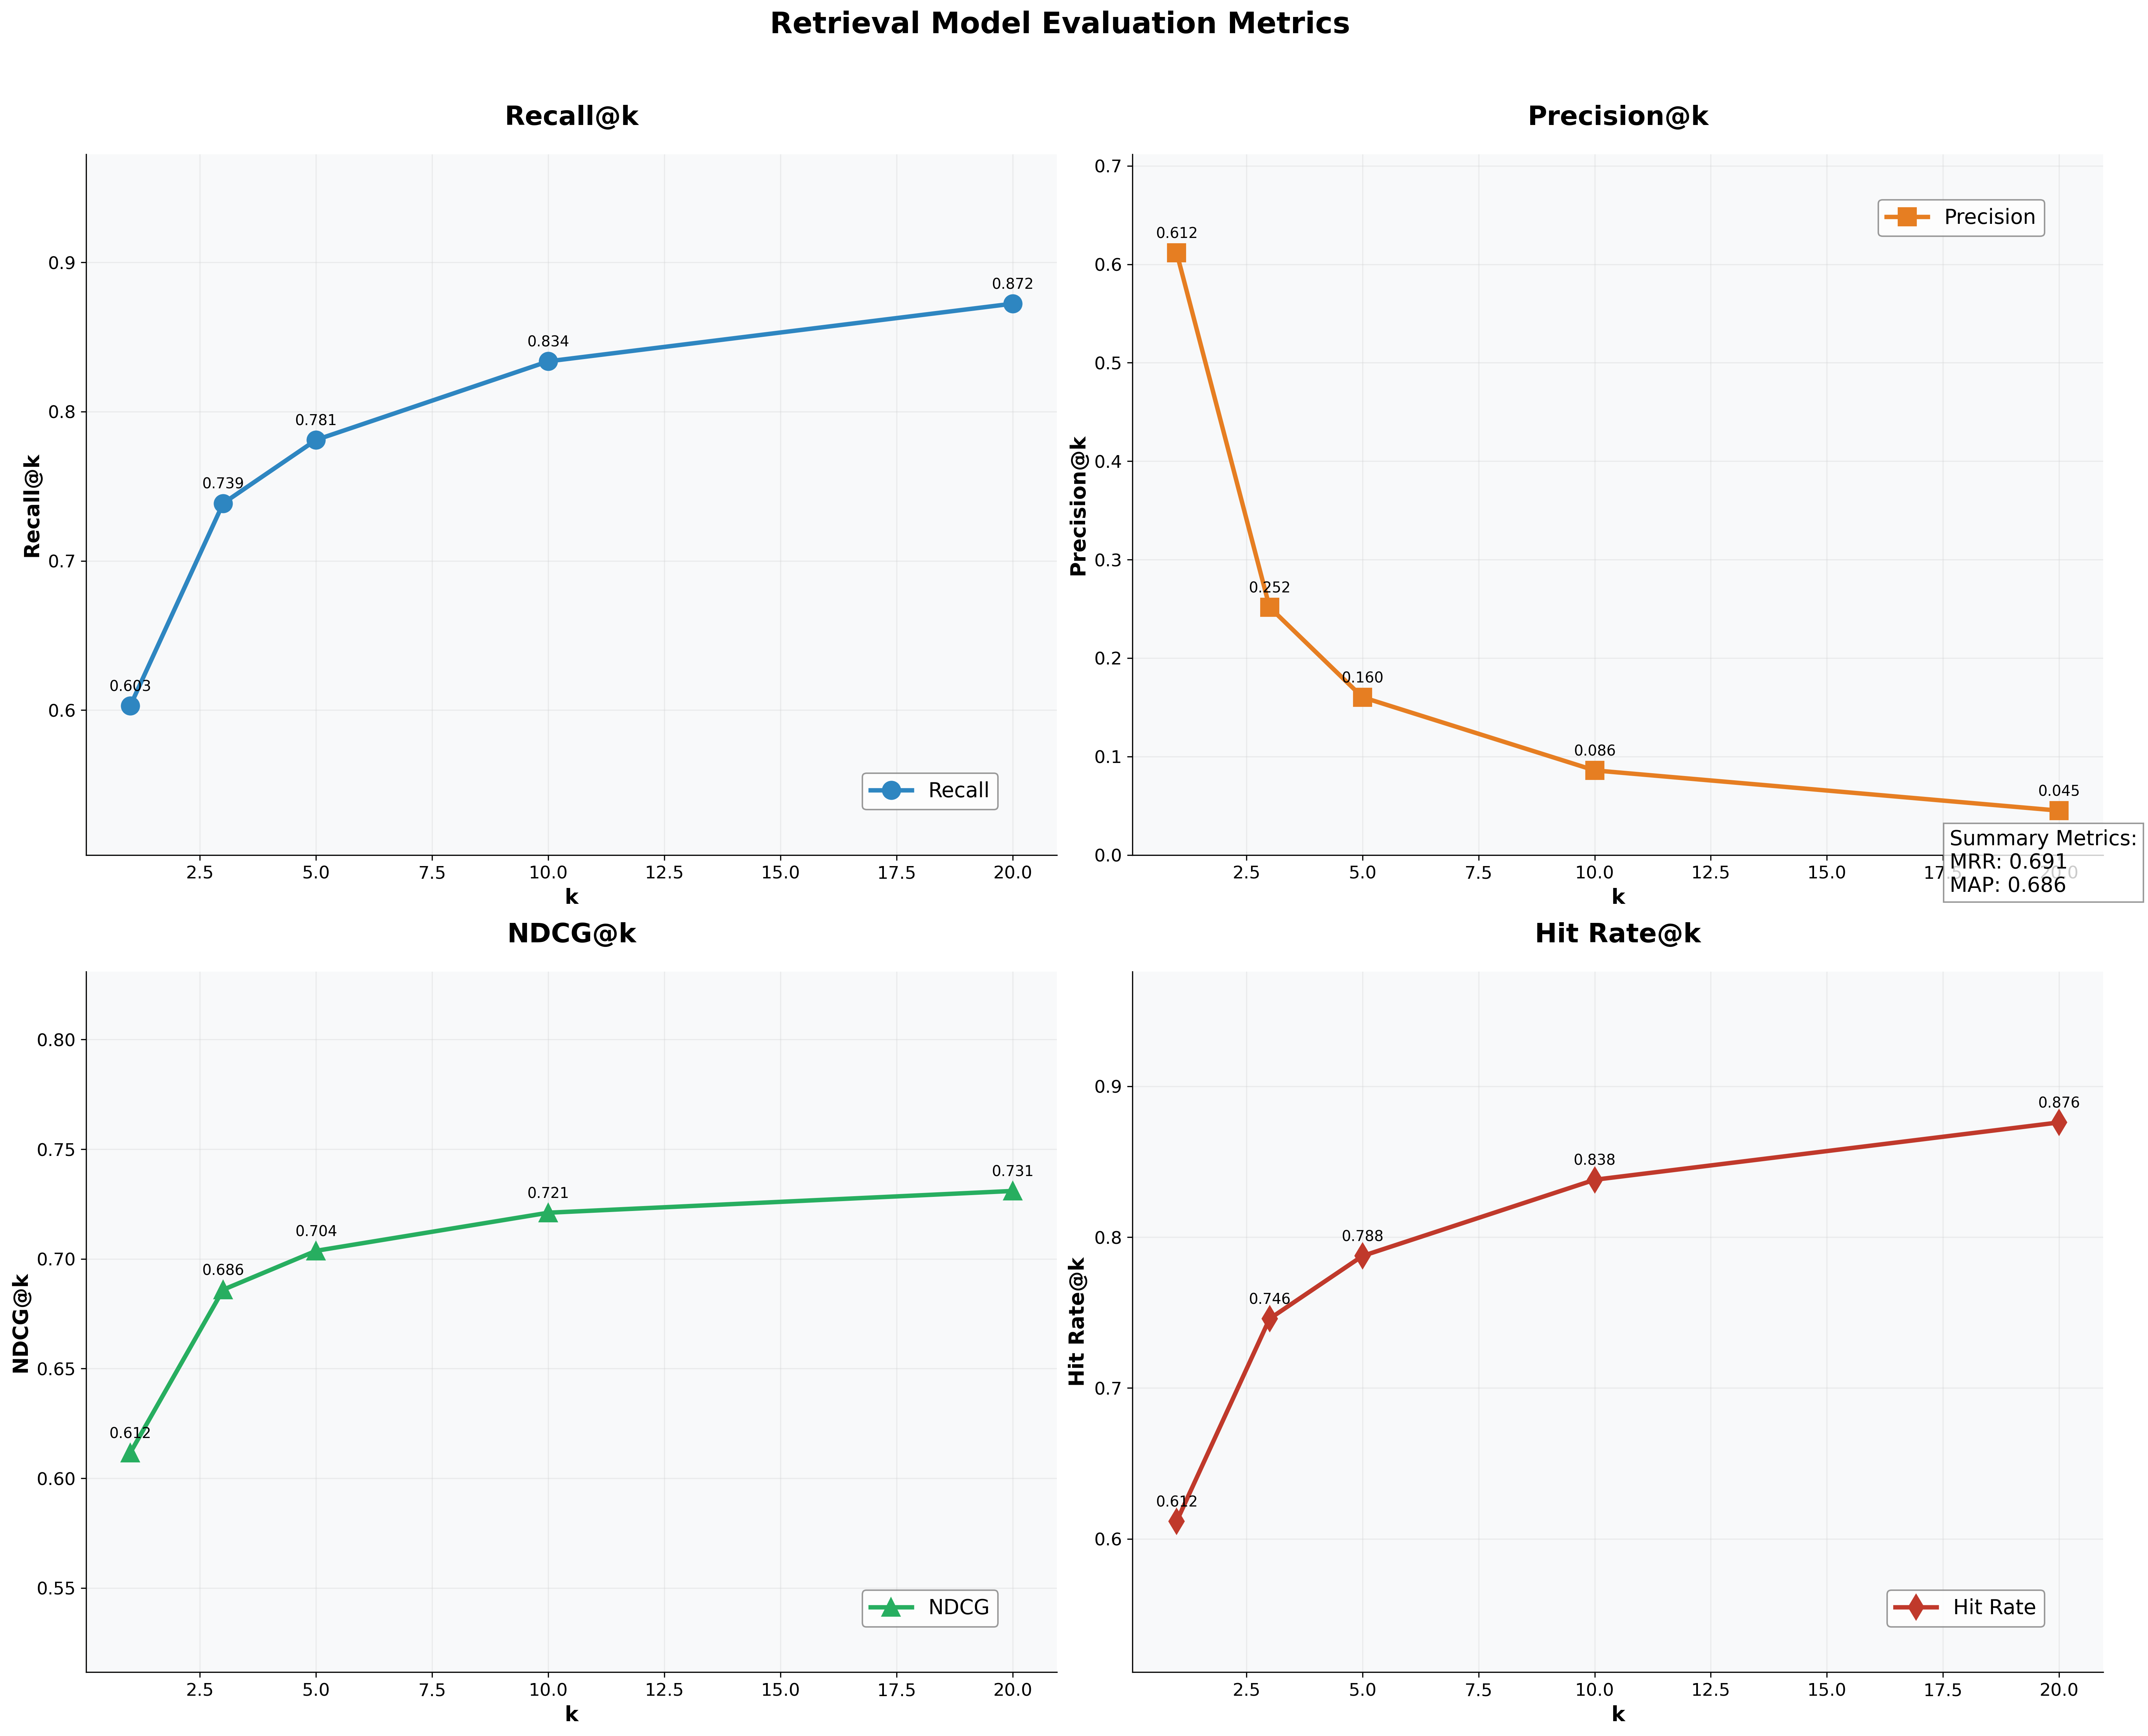 Retrieval Model Evaluation Metrics
Recall@k
Recall@k
0.9
0.8
0.7
0.6
0.603
0.739
0.781
0.834
0.872
Recall
2.5 5.0 7.5 10.0 12.5 15.0 17.5 20.0
k
Precision@k
Precision@k
0.7
0.6
0.5
0.4
0.3
0.2
0.1
0.0
0.612
0.252
0.160
0.086
0.045
Precision
2.5 5.0 7.5 10.0 12.5 15.0 17.5 20.0
k
Summary Metrics:
MRR: 0.691
MAP: 0.686
NDCG@k
NDCG@k
0.80
0.75
0.70
0.65
0.60
0.55
0.612
0.686
0.704
0.721
0.731
NDCG
2.5 5.0 7.5 10.0 12.5 15.0 17.5 20.0
k
Hit Rate@k
Hit Rate@k
0.9
0.8
0.7
0.6
0.612
0.746
0.788
0.838
0.876
Hit Rate
2.5 5.0 7.5 10.0 12.5 15.0 17.5 20.0
k